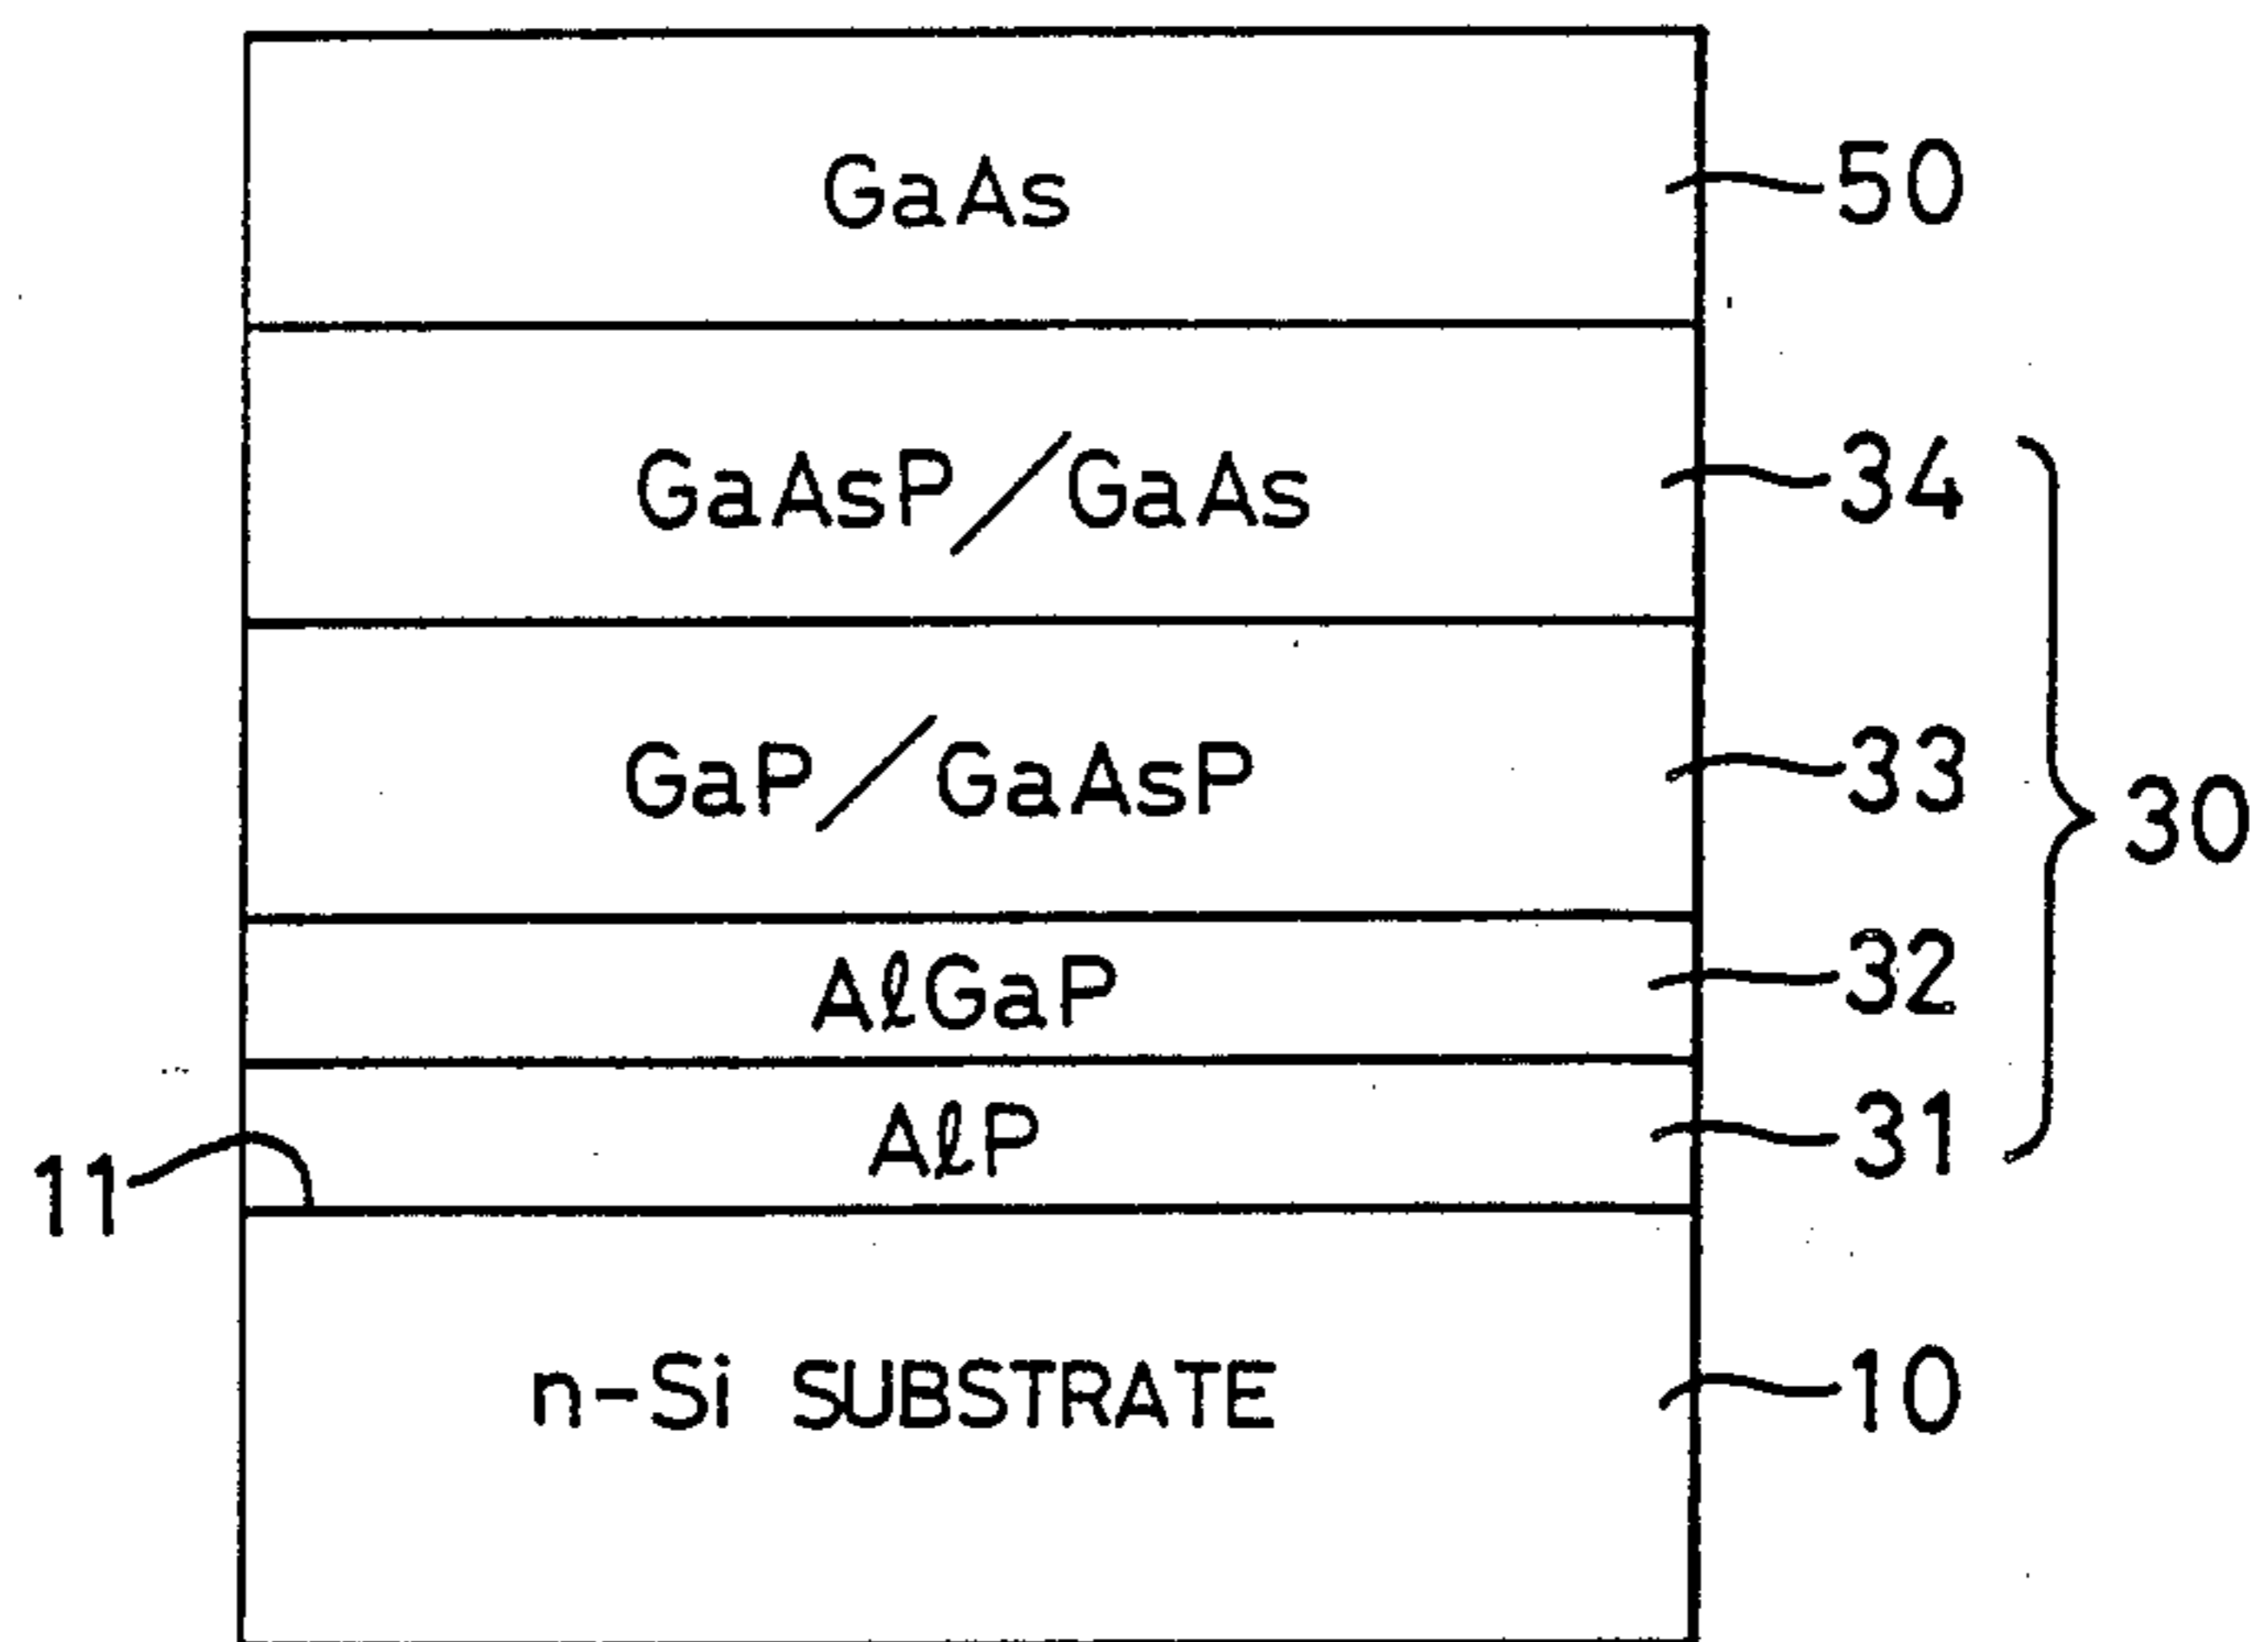 GaAs 50
GaAsP/GaAs 34
GaP/GaAsP 33
30
AlGaP 32
AlP 31
11
n-Si SUBSTRATE 10